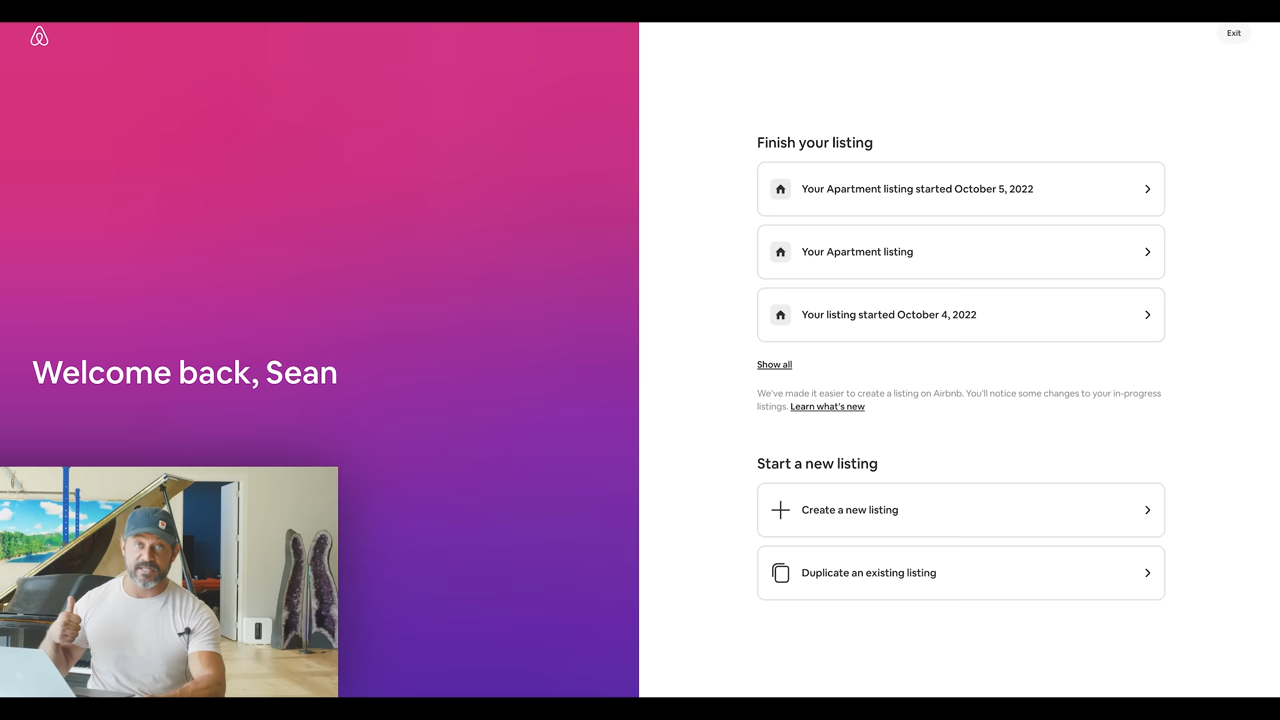 Exit
Welcome back, Sean
Finish your listing
Your Apartment listing started October 5, 2022
Your Apartment listing
Your listing started October 4, 2022
Show all
We've made it easier to create a listing on Airbnb. You'll notice some changes to your in-progress
listings. Learn what's new
Start a new listing
Create a new listing
Duplicate an existing listing